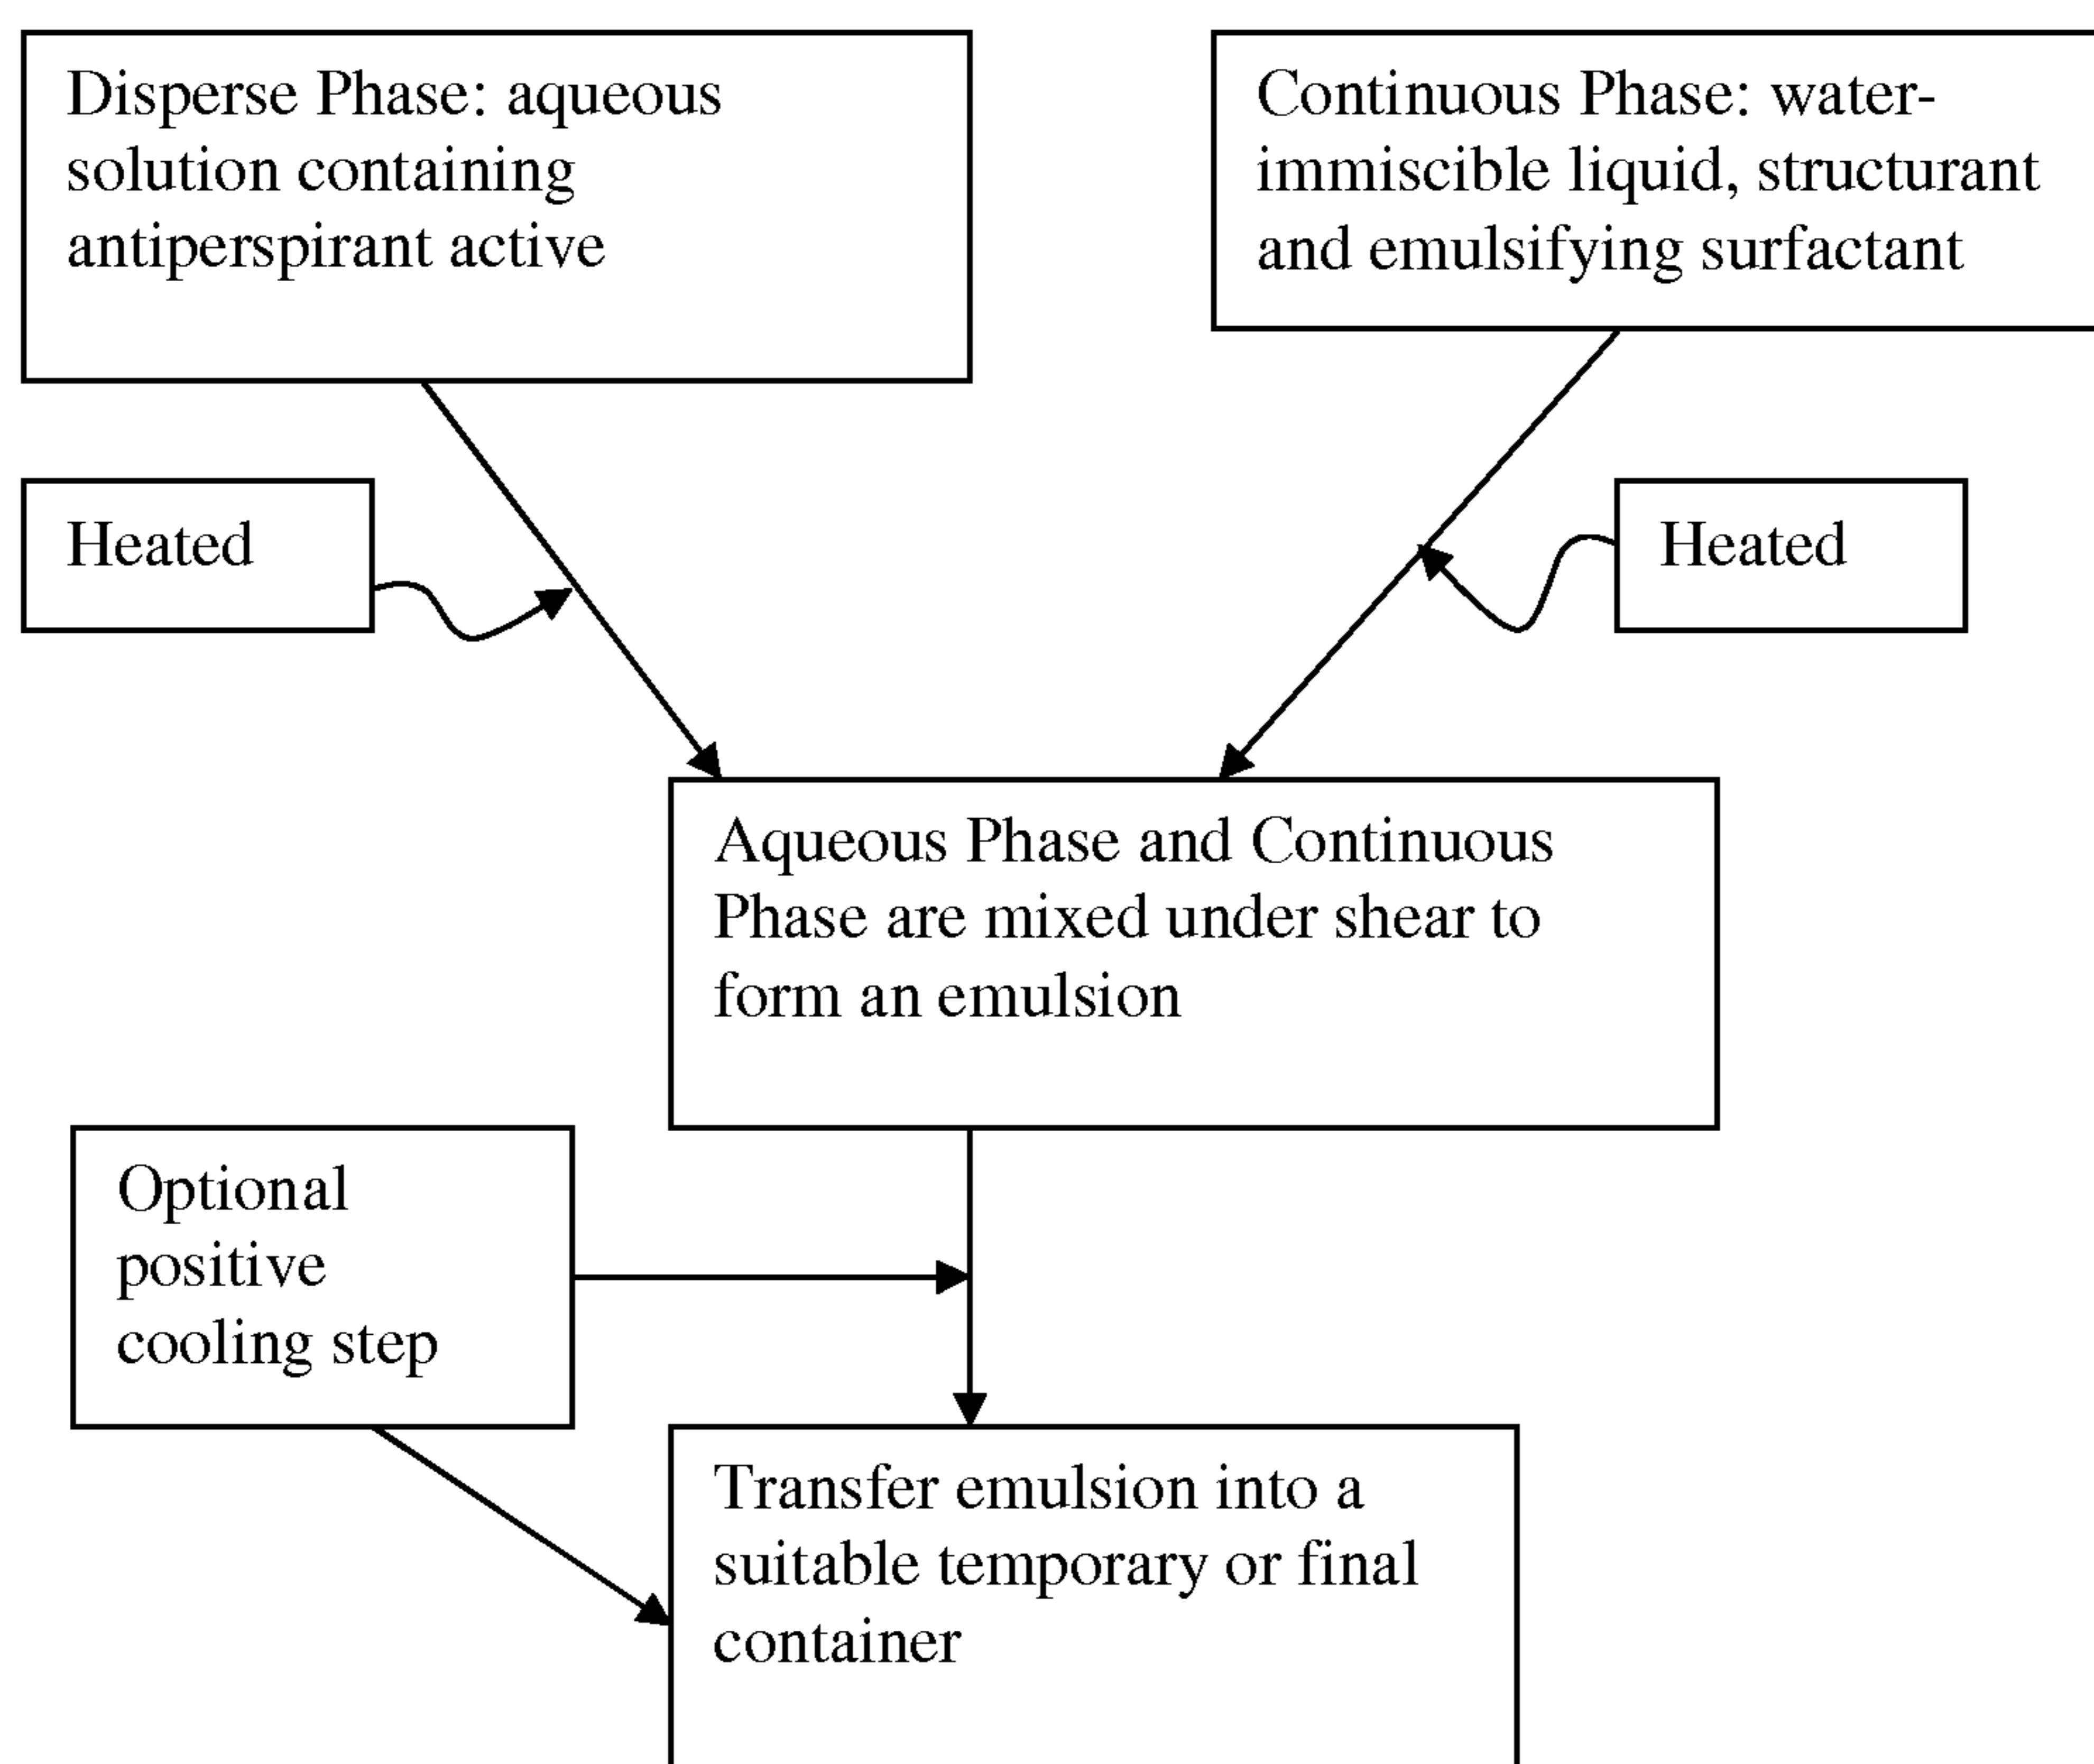 Disperse Phase: aqueous
solution containing
antiperspirant active
Continuous Phase: water-
immiscible liquid, structurant
and emulsifying surfactant
Heated
Heated
Aqueous Phase and Continuous
Phase are mixed under shear to
form an emulsion
Optional
positive
cooling step
Transfer emulsion into a
suitable temporary or final
container